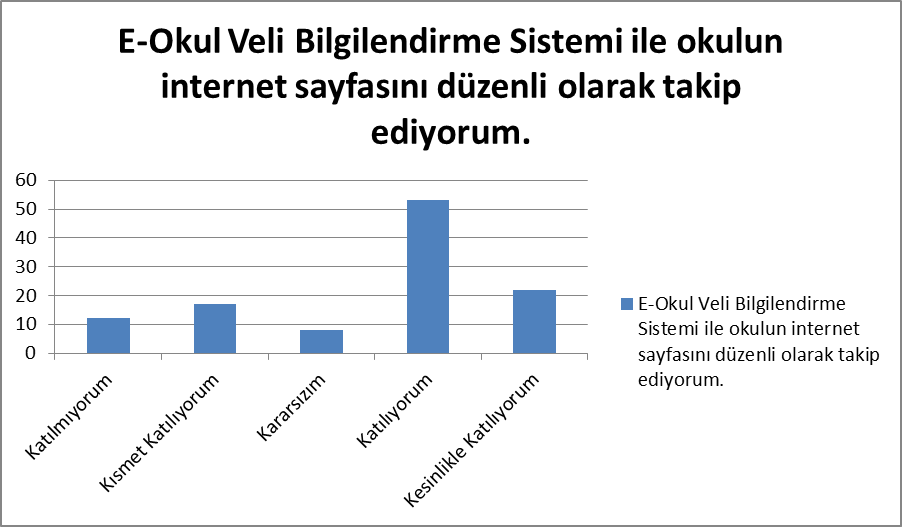 E-Okul Veli Bilgilendirme Sistemi ile okulun
internet sayfasını düzenli olarak takip
ediyorum.
60
50
40
30
20
10
0
Katılmıyorum
Kısmet Katılıyorum
Kararsızım
Katılıyorum
Kesinlikle Katılıyorum
E-Okul Veli Bilgilendirme
Sistemi ile okulun internet
sayfasını düzenli olarak takip
ediyorum.